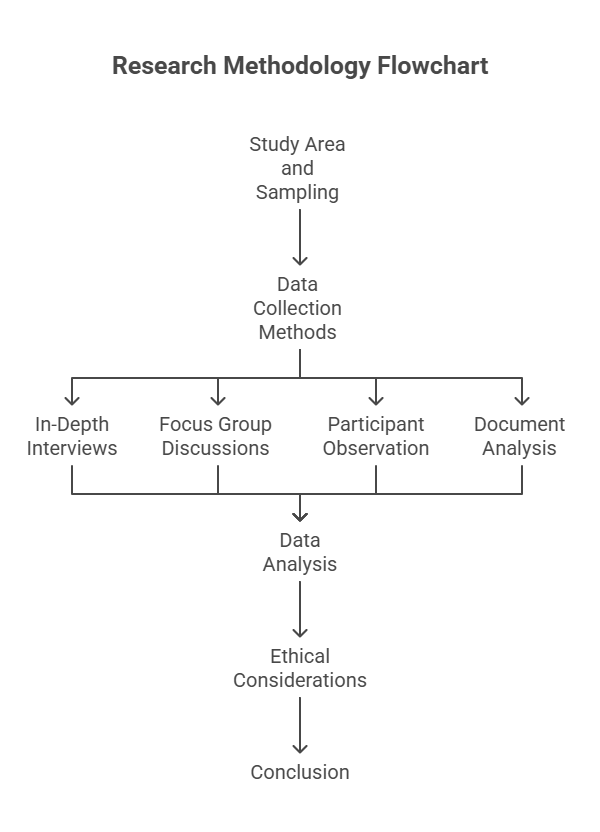 Research Methodology Flowchart
Study Area
and
Sampling
Data
Collection
Methods
In-Depth
Interviews
Focus Group
Discussions
Participant
Observation
Document
Analysis
Data
Analysis
Ethical
Considerations
Conclusion